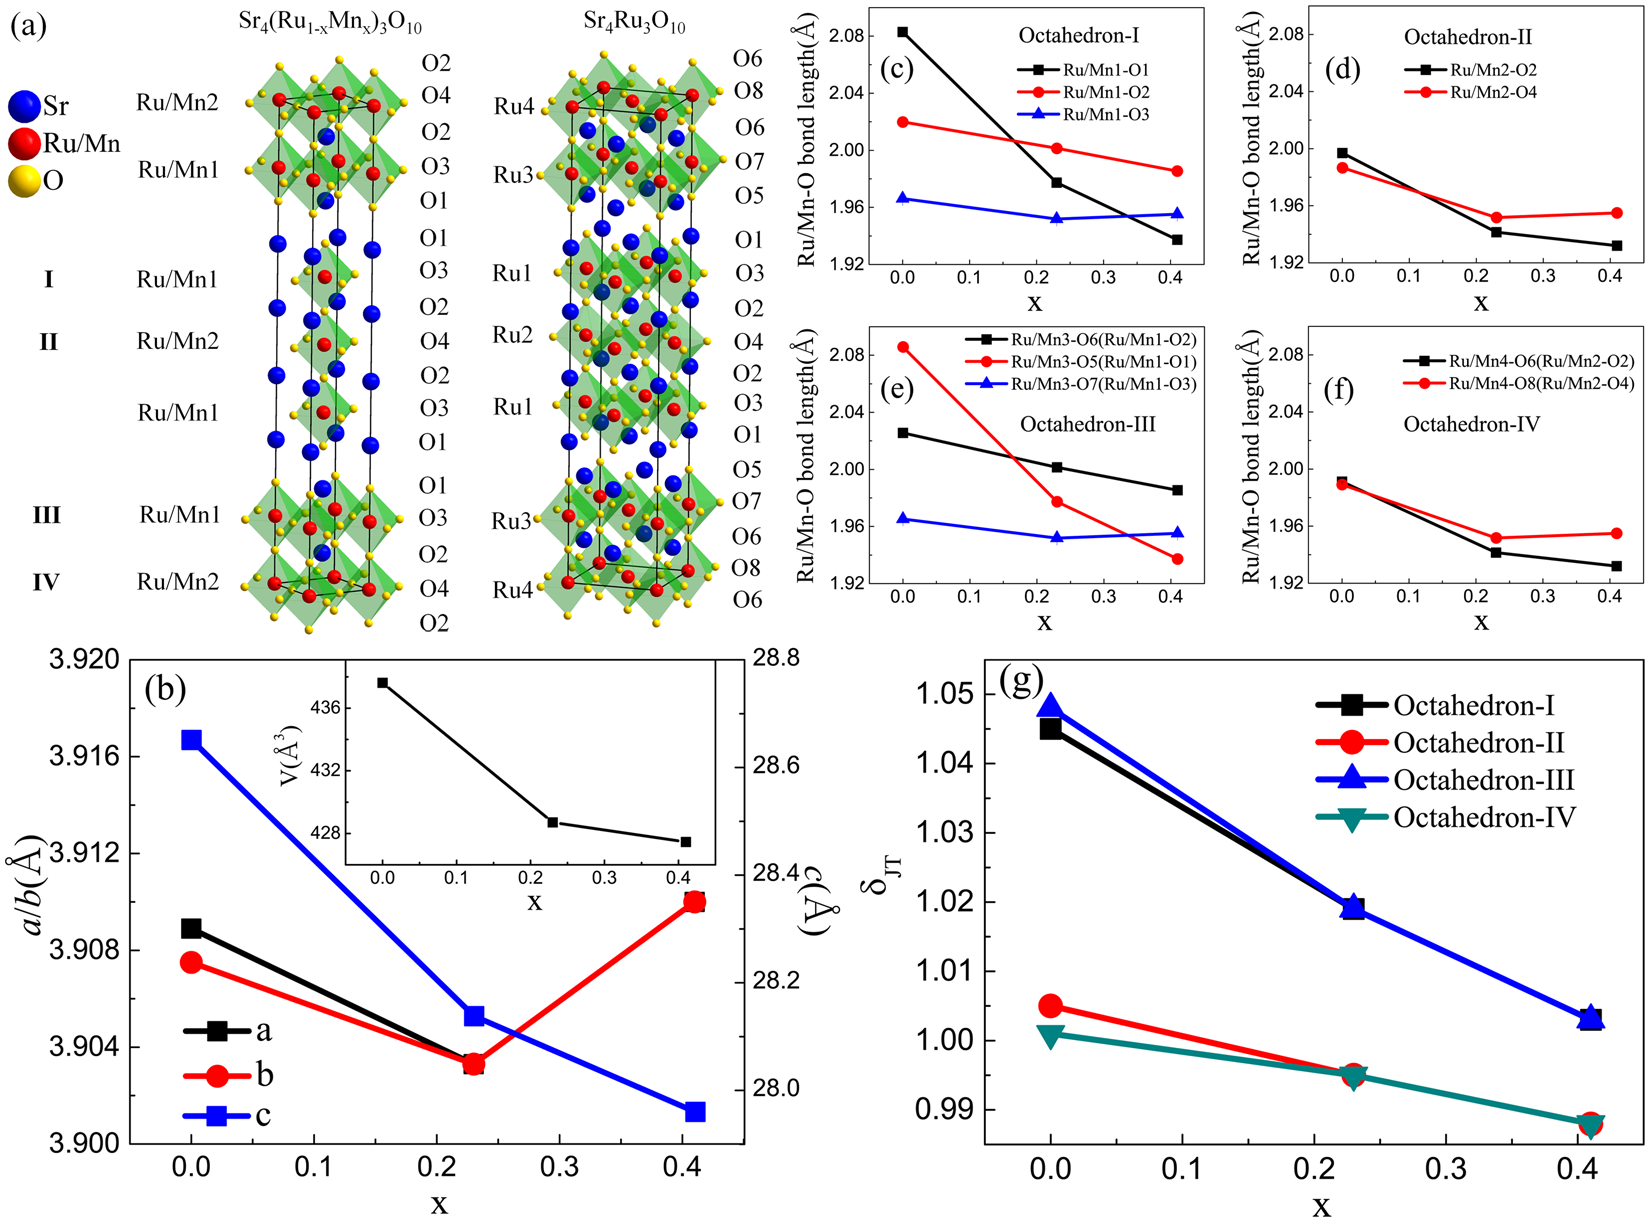 (a)
Sr4(Ru1-xMnx)3O10
Sr4Ru3O10
Sr
Ru/Mn
O
I
II
III
IV
Ru/Mn2
Ru/Mn1
Ru/Mn1
Ru/Mn2
Ru/Mn1
Ru/Mn1
Ru/Mn2
O2
O4
O2
O3
O1
O1
O3
O2
O4
O2
O3
O1
O1
O3
O2
O4
O2
Ru4
Ru3
Ru1
Ru2
Ru1
Ru3
Ru4
O6
O8
O6
O7
O5
O1
O3
O2
O4
O2
O3
O1
O5
O7
O6
O8
O6
(c)
Octahedron-I
Ru/Mn1-O1
Ru/Mn1-O2
Ru/Mn1-O3
Ru/Mn-O bond length(Å)
2.08
2.04
2.00
1.96
1.92
0.0 0.1 0.2 0.3 0.4
x
(d)
Octahedron-II
Ru/Mn2-O2
Ru/Mn2-O4
Ru/Mn-O bond length(Å)
2.08
2.04
2.00
1.96
1.92
0.0 0.1 0.2 0.3 0.4
x
(e)
Ru/Mn3-O6(Ru/Mn1-O2)
Ru/Mn3-O5(Ru/Mn1-O1)
Ru/Mn3-O7(Ru/Mn1-O3)
Octahedron-III
Ru/Mn-O bond length(Å)
2.08
2.04
2.00
1.96
1.92
0.0 0.1 0.2 0.3 0.4
x
(f)
Ru/Mn4-O6(Ru/Mn2-O2)
Ru/Mn4-O8(Ru/Mn2-O4)
Octahedron-IV
Ru/Mn-O bond length(Å)
2.08
2.04
2.00
1.96
1.92
0.0 0.1 0.2 0.3 0.4
x
(b)
a/b(Å)
3.920
3.916
3.912
3.908
3.904
3.900
0.0 0.1 0.2 0.3 0.4
x
c(Å)
28.8
28.6
28.4
28.2
28.0
a
b
c
V(Å3)
436
432
428
0.0 0.1 0.2 0.3 0.4
x
(g)
Octahedron-I
Octahedron-II
Octahedron-III
Octahedron-IV
δJT
1.05
1.04
1.03
1.02
1.01
1.00
0.99
0.0 0.1 0.2 0.3 0.4
x